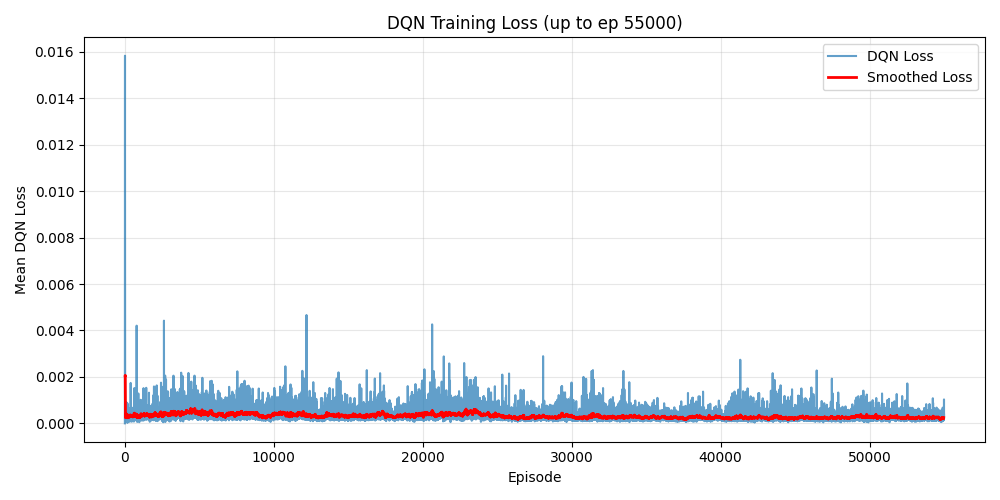 DQN Training Loss (up to ep 55000)
DQN Loss
Smoothed Loss
Mean DQN Loss
0.016
0.014
0.012
0.010
0.008
0.006
0.004
0.002
0.000
0 10000 20000 30000 40000 50000
Episode